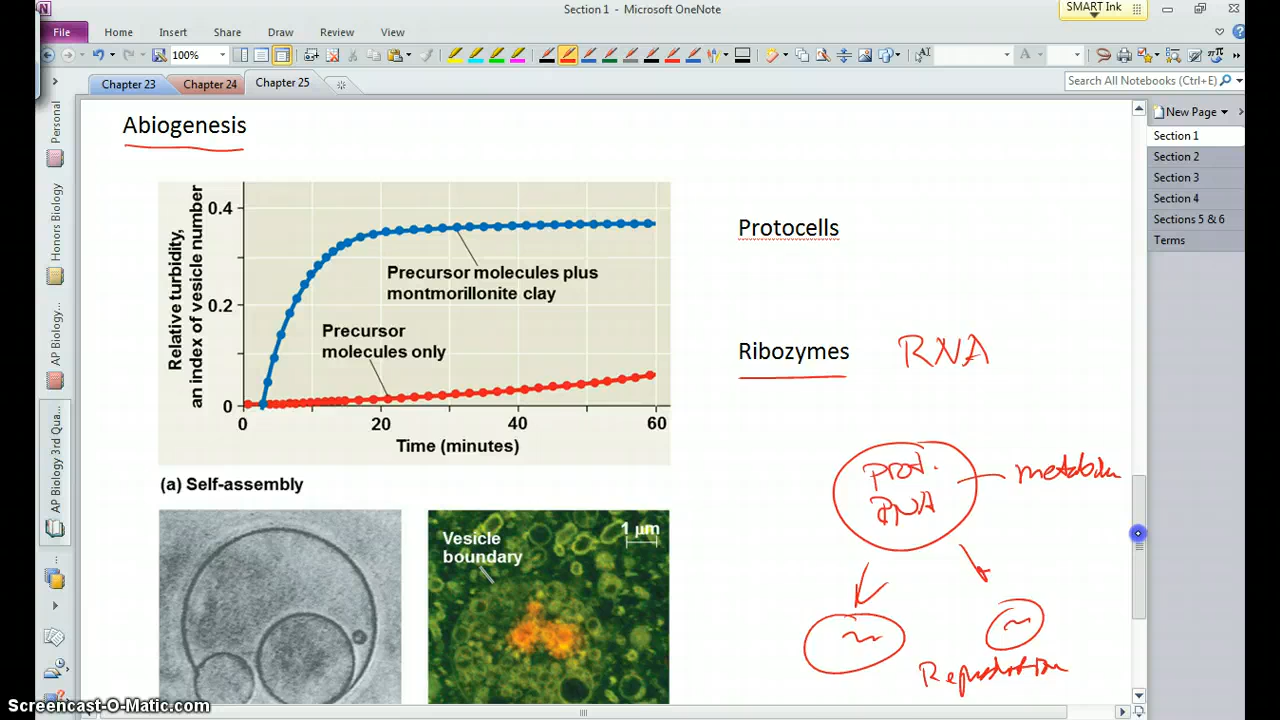 Section 1 - Microsoft OneNote
SMART Ink
File Home Insert Share Draw Review View
100%
Chapter 23 Chapter 24 Chapter 25
Search All Notebooks (Ctrl+E)
New Page
Section 1
Section 2
Section 3
Section 4
Sections 5 & 6
Terms
Personal
Honors Biology
AP Biology...
AP Biology 3rd Qua...
Abiogenesis
Relative turbidity,
an index of vesicle number
0.4
0.2
0
Precursor molecules plus
montmorillonite clay
Precursor
molecules only
0 20 40 60
Time (minutes)
(a) Self-assembly
Vesicle
boundary
1 μm
Protocells
Ribozymes RNA
prot.
RNA
Reproduction
Screencast-O-Matic.com